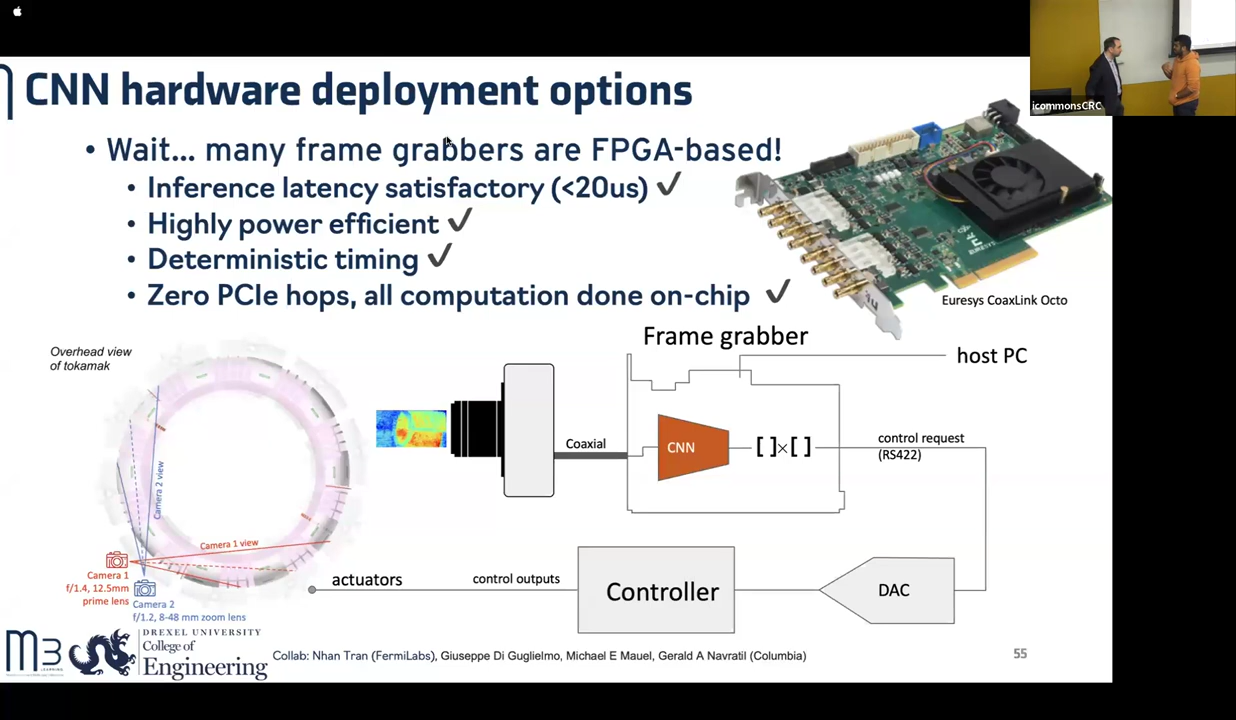 CNN hardware deployment options
• Wait... many frame grabbers are FPGA-based!
• Inference latency satisfactory (<20us) ✓
• Highly power efficient ✓
• Deterministic timing ✓
• Zero PCIe hops, all computation done on-chip ✓
icommonsCRC
Euresys CoaxLink Octo
Overhead view
of tokamak
Camera 2 view
Camera 1 view
Camera 1
f/1.4, 12.5mm
prime lens
Camera 2
f/1.2, 8-48 mm zoom lens
Frame grabber
host PC
Coaxial
CNN
[ ]×[ ]
control request
(RS422)
actuators
control outputs
Controller
DAC
M3
DREXEL UNIVERSITY
College of
Engineering
Collab: Nhan Tran (FermiLabs), Giuseppe Di Guglielmo, Michael E Mauel, Gerald A Navratil (Columbia)
55